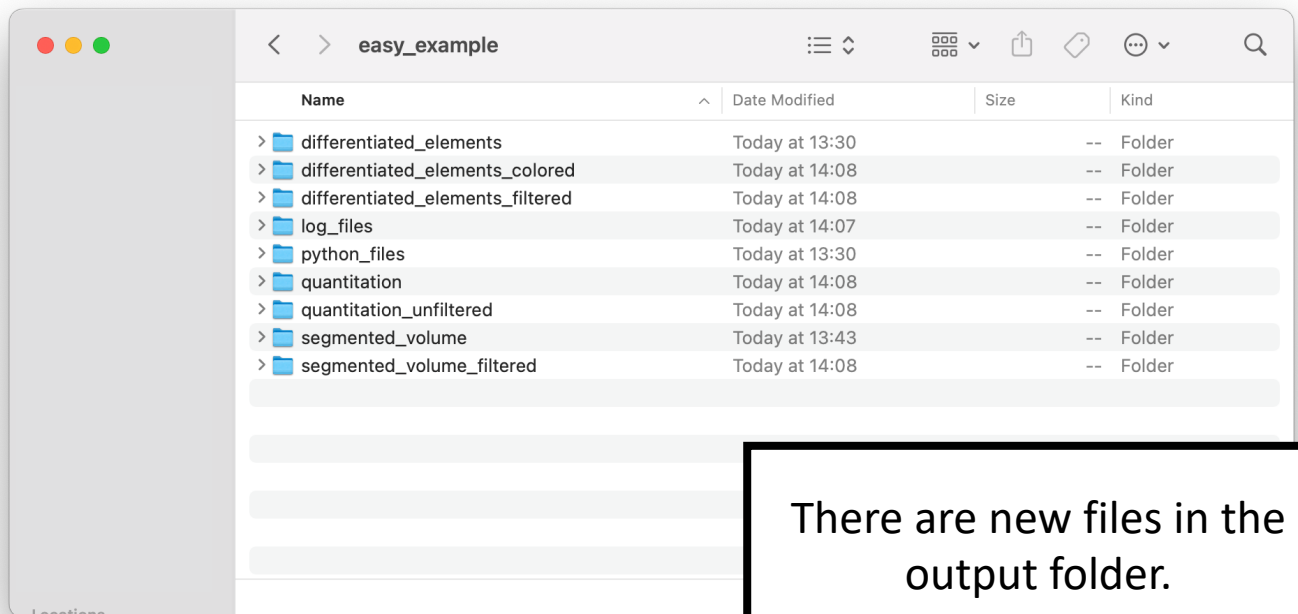 easy_example
Name Date Modified Size Kind
differentiated_elements Today at 13:30 -- Folder
differentiated_elements_colored Today at 14:08 -- Folder
differentiated_elements_filtered Today at 14:08 -- Folder
log_files Today at 14:07 -- Folder
python_files Today at 13:30 -- Folder
quantitation Today at 14:08 -- Folder
quantitation_unfiltered Today at 14:08 -- Folder
segmented_volume Today at 13:43 -- Folder
segmented_volume_filtered Today at 14:08 -- Folder
There are new files in the
output folder.
Locations